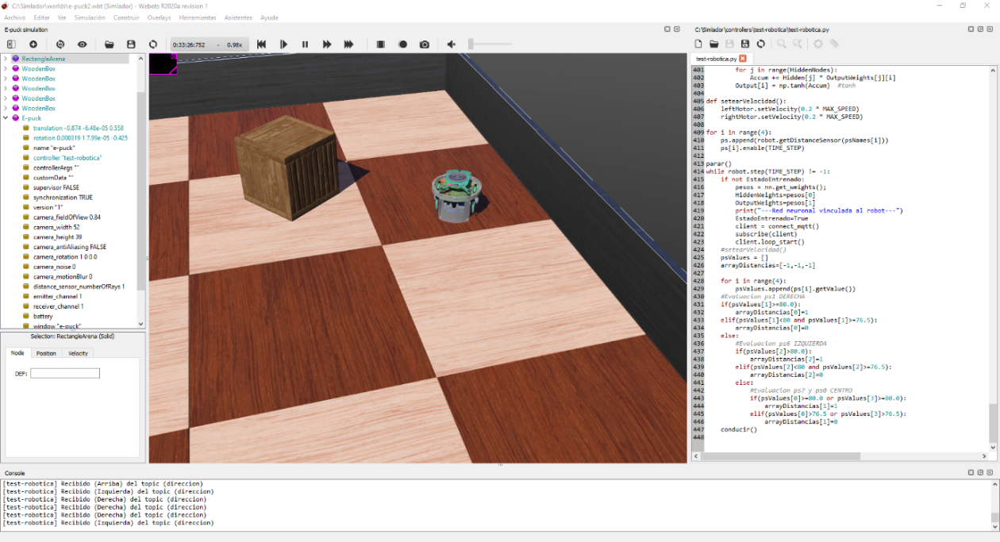 C:\Simlador\worlds\e-puck2.wbt (Simlador) - Webots R2020a revision 1
Archivo Editar Ver Simulación Construir Overlays Herramientas Asistentes Ayuda
E-puck simulation
0:33:26:752 - 0.98x
RectangleArena
WoodenBox
WoodenBox
WoodenBox
WoodenBox
WoodenBox
E-puck
translation -0.874 -6.48e-05 0.558
rotation 0.000319 1 7.99e-05 -0.425
name "e-puck"
controller "test-robotica"
controllerArgs ""
customData ""
supervisor FALSE
synchronization TRUE
version "1"
camera_fieldOfView 0.84
camera_width 52
camera_height 39
camera_antiAliasing FALSE
camera_rotation 1 0 0 0
camera_noise 0
camera_motionBlur 0
distance_sensor_numberOfRays 1
emitter_channel 1
receiver_channel 1
battery
window "e-puck"
Selection: RectangleArena (Solid)
Node Position Velocity
DEF:
C:\Simlador\controllers\test-robotica\test-robotica.py
test-robotica.py
401 for j in range(HiddenNodes):
402 Accum += Hidden[j] * OutputWeights[j][i]
403 Output[i] = np.tanh(Accum) #tanh
404
405 def setearVelocidad():
406 leftMotor.setVelocity(0.2 * MAX_SPEED)
407 rightMotor.setVelocity(0.2 * MAX_SPEED)
408
409 for i in range(4):
410 ps.append(robot.getDistanceSensor(psNames[i]))
411 ps[i].enable(TIME_STEP)
412
413 parar()
414 while robot.step(TIME_STEP) != -1:
415 if not EstadoEntrenado:
416 pesos = nn.get_weights();
417 HiddenWeights=pesos[0]
418 OutputWeights=pesos[1]
419 print("---Red neuronal vinculada al robot---")
420 EstadoEntrenado=True
421 client = connect_mqtt()
422 subscribe(client)
423 client.loop_start()
424 #setearVelocidad()
425 psValues = []
426 arrayDistancias=[-1,-1,-1]
427
428 for i in range(4):
429 psValues.append(ps[i].getValue())
430 #Evaluacion ps1 DERECHA
431 if(psValues[1]>=80.0):
432 arrayDistancias[0]=1
433 elif(psValues[1]<80 and psValues[1]>=76.5):
434 arrayDistancias[0]=0
435 else:
436 #Evaluacion ps6 IZQUIERDA
437 if(psValues[2]>80.0):
438 arrayDistancias[2]=1
439 elif(psValues[2]<80 and psValues[2]>=76.5):
440 arrayDistancias[2]=0
441 else:
442 #Evaluacion ps7 y ps0 CENTRO
443 if(psValues[0]>=80.0 or psValues[3]>=80.0):
444 arrayDistancias[1]=1
445 elif(psValues[0]>76.5 or psValues[3]>76.5):
446 arrayDistancias[1]=0
447 conducir()
448
Console
[test-robotica] Recibido (Arriba) del topic (direccion)
[test-robotica] Recibido (Izquierda) del topic (direccion)
[test-robotica] Recibido (Derecha) del topic (direccion)
[test-robotica] Recibido (Derecha) del topic (direccion)
[test-robotica] Recibido (Derecha) del topic (direccion)
[test-robotica] Recibido (Izquierda) del topic (direccion)